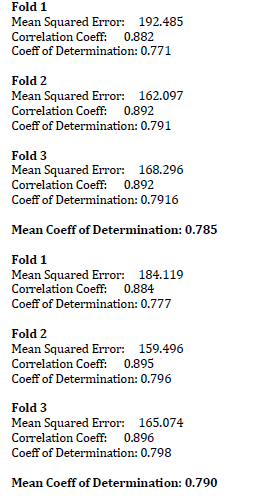 Fold 1
Mean Squared Error: 192.485
Correlation Coeff: 0.882
Coeff of Determination: 0.771
Fold 2
Mean Squared Error: 162.097
Correlation Coeff: 0.892
Coeff of Determination: 0.791
Fold 3
Mean Squared Error: 168.296
Correlation Coeff: 0.892
Coeff of Determination: 0.7916
Mean Coeff of Determination: 0.785
Fold 1
Mean Squared Error: 184.119
Correlation Coeff: 0.884
Coeff of Determination: 0.777
Fold 2
Mean Squared Error: 159.496
Correlation Coeff: 0.895
Coeff of Determination: 0.796
Fold 3
Mean Squared Error: 165.074
Correlation Coeff: 0.896
Coeff of Determination: 0.798
Mean Coeff of Determination: 0.790